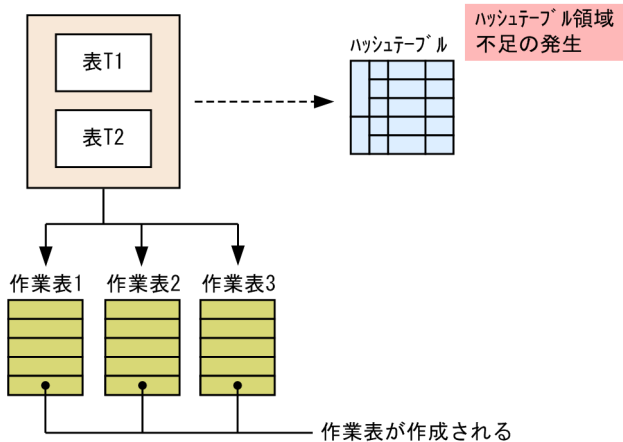 ﾊｯｼｭﾃｰﾌﾞﾙ領域
不足の発生
ﾊｯｼｭﾃｰﾌﾞﾙ
表T1
表T2
作業表1
作業表2
作業表3
作業表が作成される